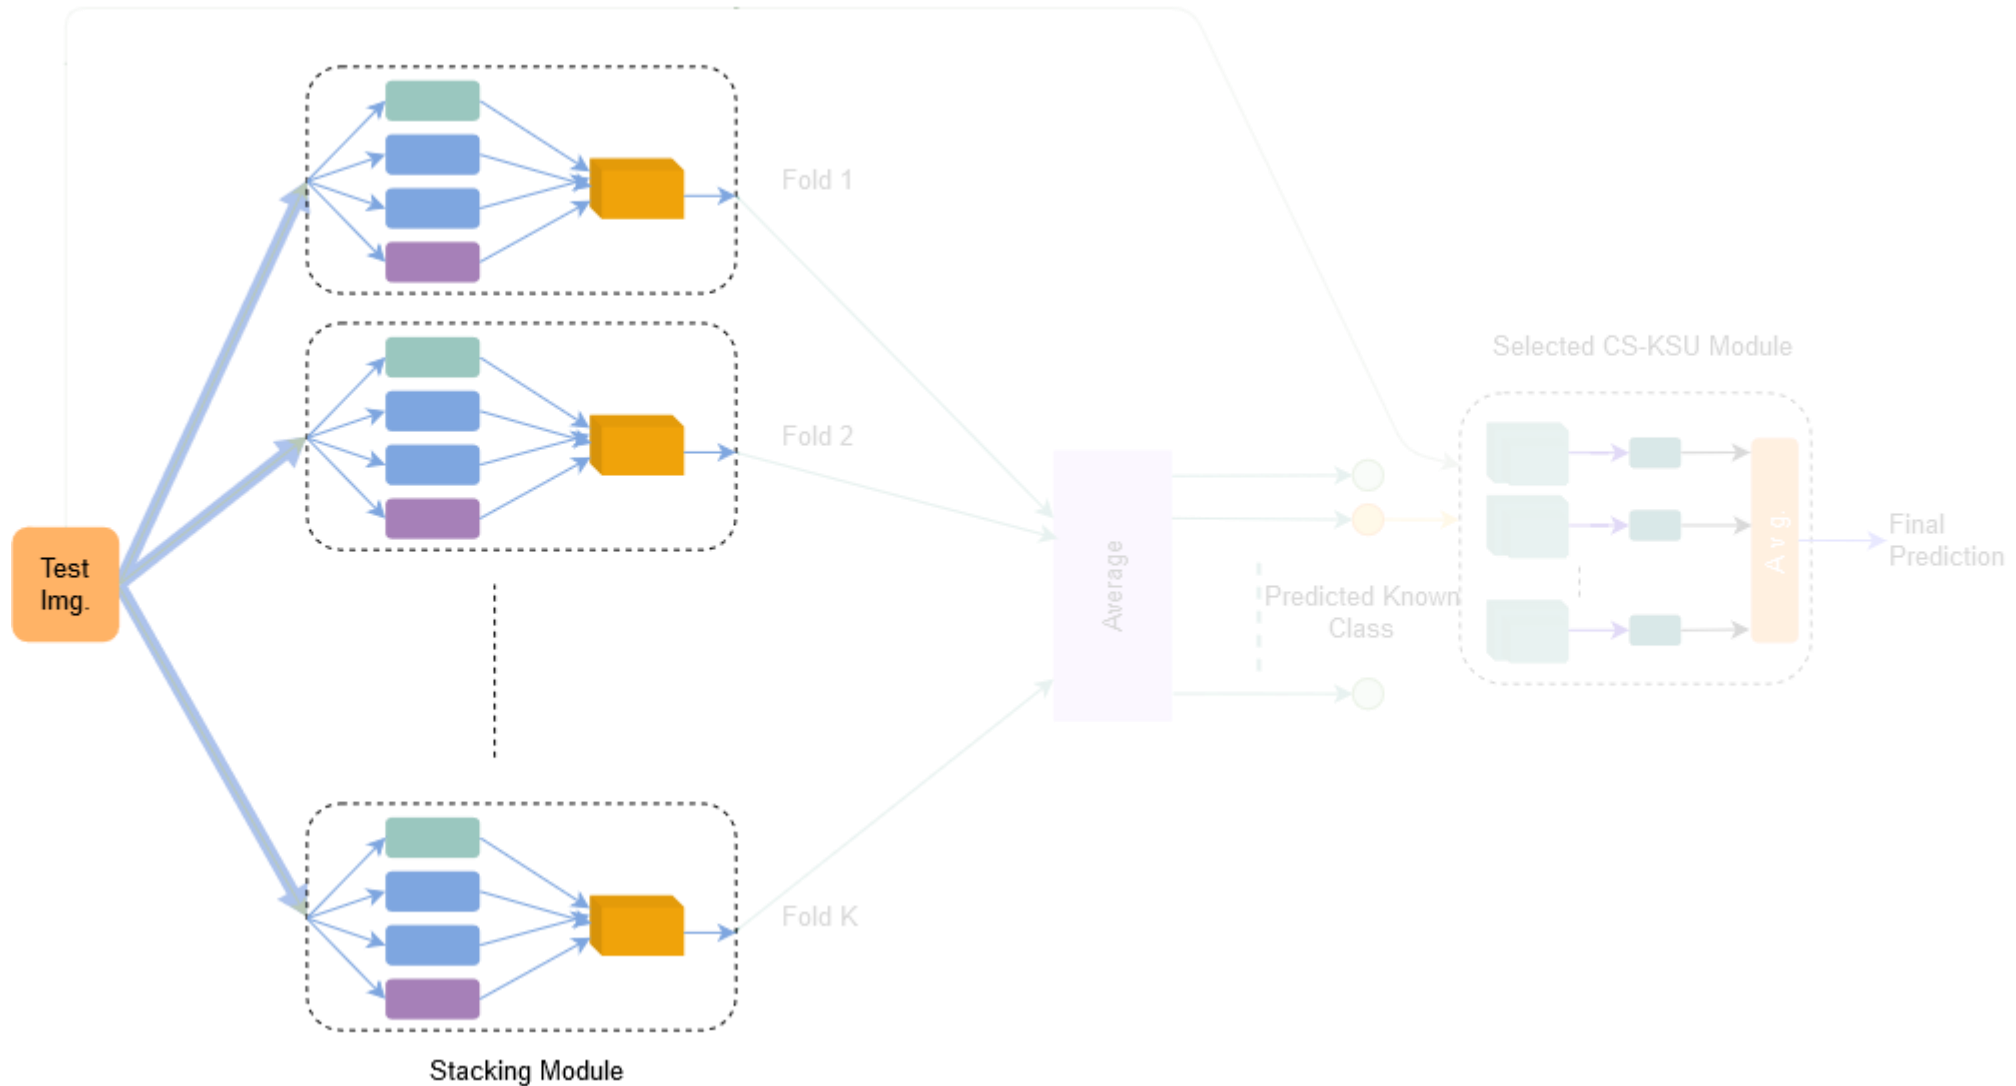 Fold 1
Selected CS-KSU Module
Fold 2
Test
Img.
Average
Predicted Known
Class
Avg
Final
Prediction
Fold K
Stacking Module